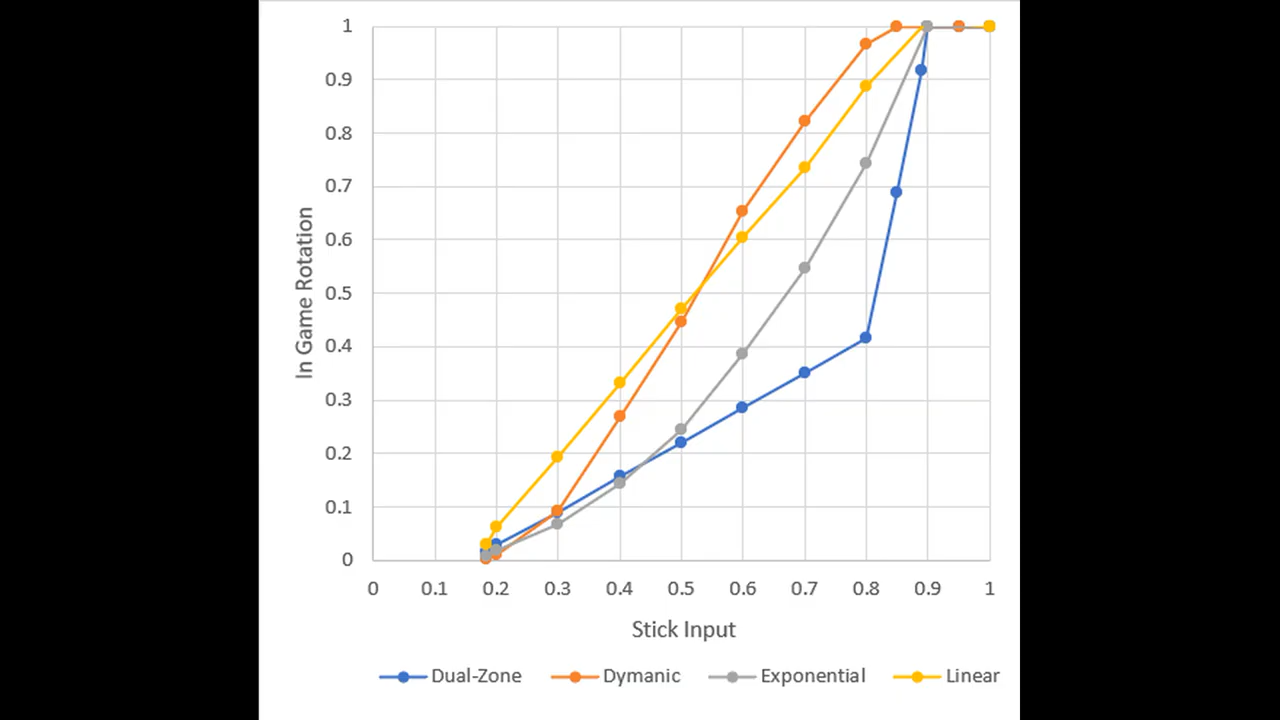 1
0.9
0.8
0.7
0.6
0.5
0.4
0.3
0.2
0.1
0
In Game Rotation
0 0.1 0.2 0.3 0.4 0.5 0.6 0.7 0.8 0.9 1
Stick Input
Dual-Zone Dymanic Exponential Linear